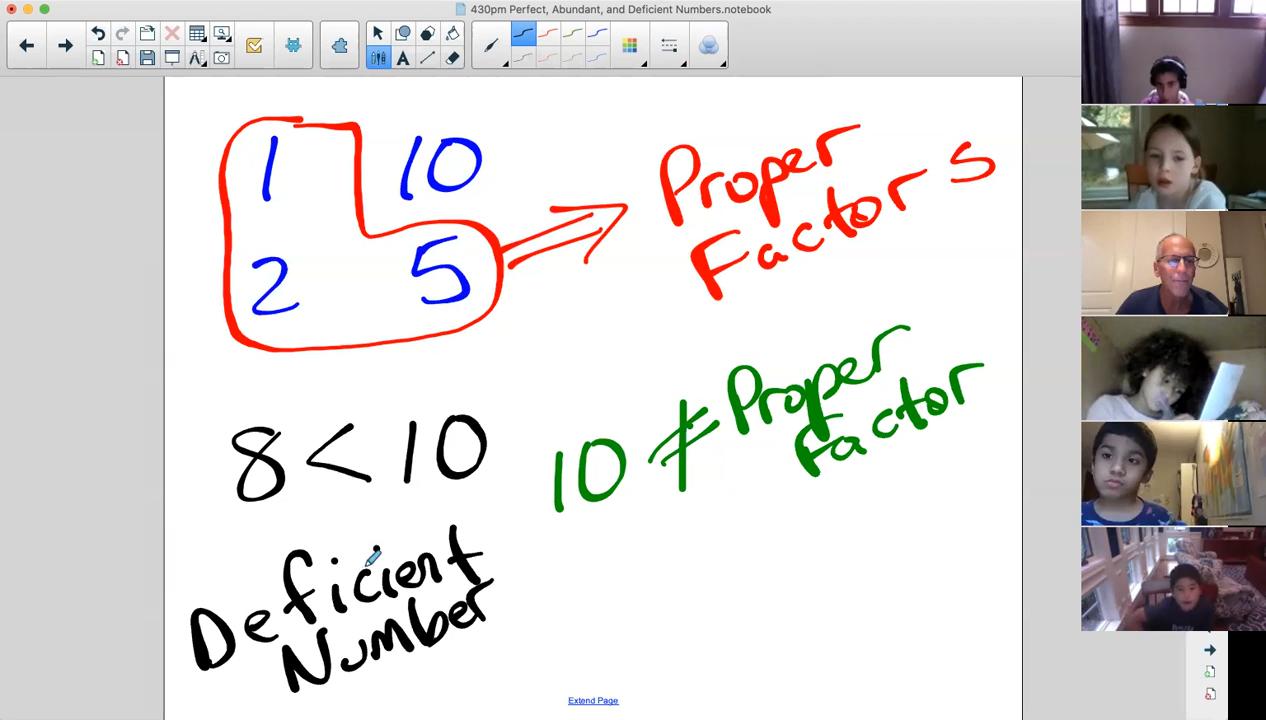 430pm Perfect, Abundant, and Deficient Numbers.notebook
A
1 10
2 5
Proper
Factors
8 < 10
10 ≠ Proper
Factor
Deficient
Number
Extend Page